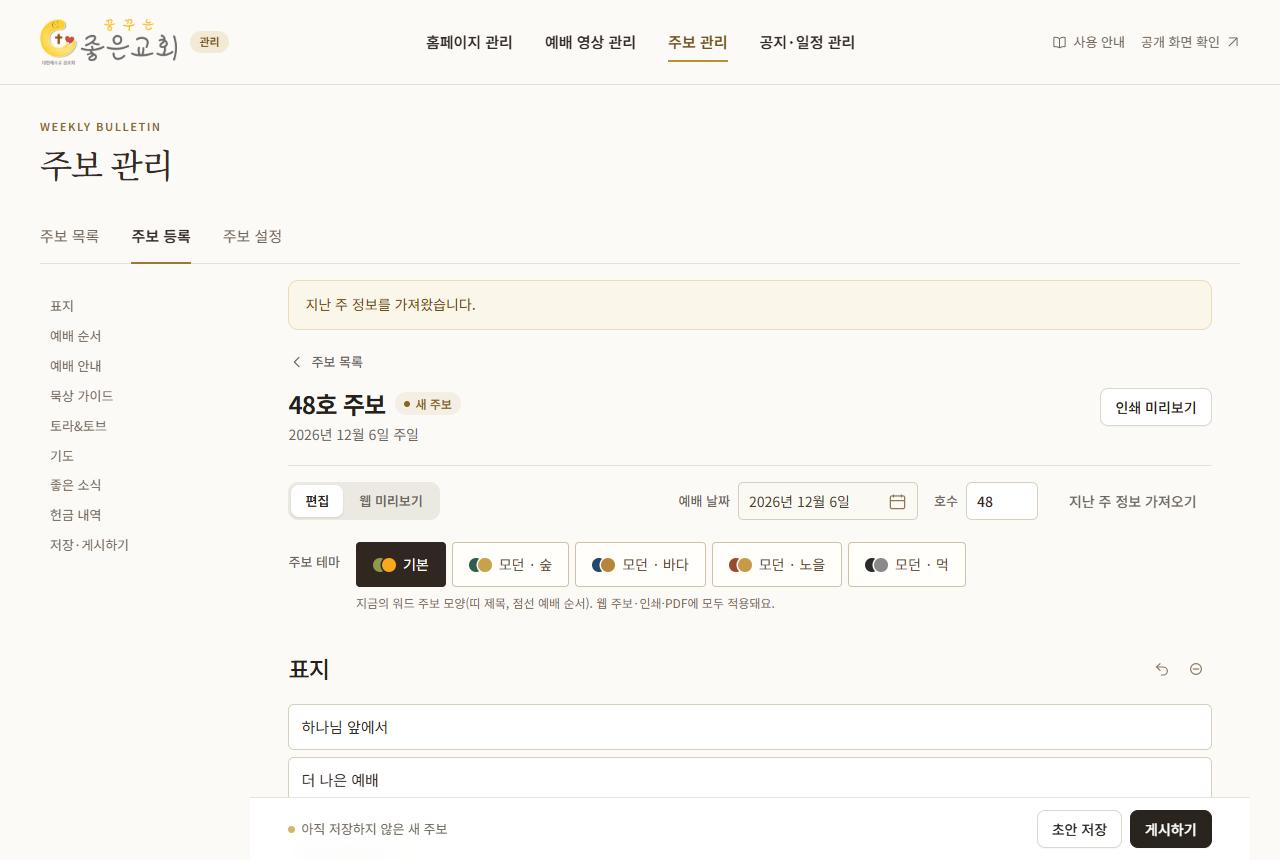 꿈꾸는
좋은교회
관리
홈페이지 관리
예배 영상 관리
주보 관리
공지·일정 관리
사용 안내
공개 화면 확인
WEEKLY BULLETIN
주보 관리
주보 목록
주보 등록
주보 설정
표지
예배 순서
예배 안내
묵상 가이드
토라&토브
기도
좋은 소식
헌금 내역
저장·게시하기
지난 주 정보를 가져왔습니다.
주보 목록
48호 주보
새 주보
2026년 12월 6일 주일
인쇄 미리보기
편집
웹 미리보기
예배 날짜
2026년 12월 6일
호수
48
지난 주 정보 가져오기
주보 테마
기본
모던 · 숲
모던 · 바다
모던 · 노을
모던 · 먹
지금의 워드 주보 모양(띠 제목, 점선 예배 순서). 웹 주보·인쇄·PDF에 모두 적용돼요.
표지
하나님 앞에서
더 나은 예배
아직 저장하지 않은 새 주보
초안 저장
게시하기